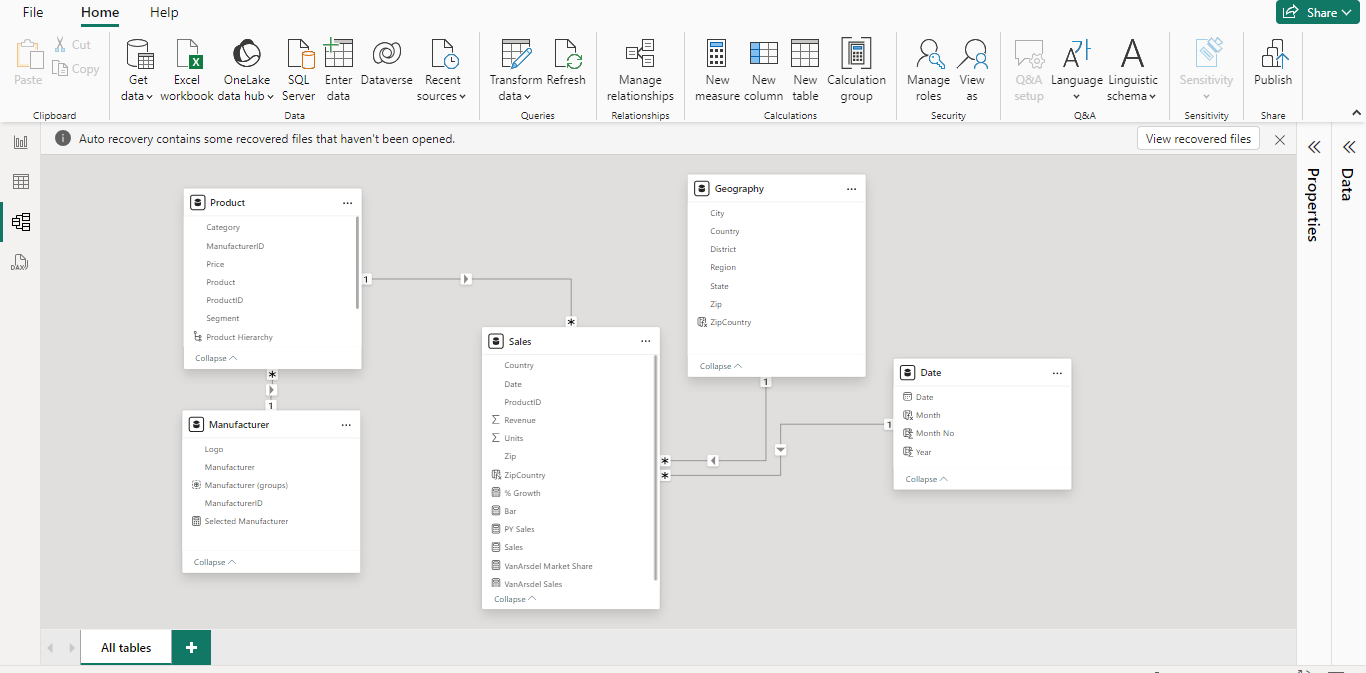 File Home Help Share
Paste Cut Copy
Get data Excel workbook OneLake data hub SQL Server Enter data Dataverse Recent sources Transform data Refresh Manage relationships New measure New column New table Calculation group Manage roles View as Q&A setup Language Linguistic schema Sensitivity Publish
Clipboard Data Queries Relationships Calculations Security Q&A Sensitivity Share
Auto recovery contains some recovered files that haven't been opened. View recovered files
Properties
Data
DAX
Product
Category
ManufacturerID
Price
Product
ProductID
Segment
Product Hierarchy
Collapse
1
*
*
1
Manufacturer
Logo
Manufacturer
Manufacturer (groups)
ManufacturerID
Selected Manufacturer
Collapse
Sales
Country
Date
ProductID
Revenue
Units
Zip
ZipCountry
% Growth
Bar
PY Sales
Sales
VanArsdel Market Share
VanArsdel Sales
Collapse
Geography
City
Country
District
Region
State
Zip
ZipCountry
Collapse
1
*
*
1
Date
Date
Month
Month No
Year
Collapse
All tables +